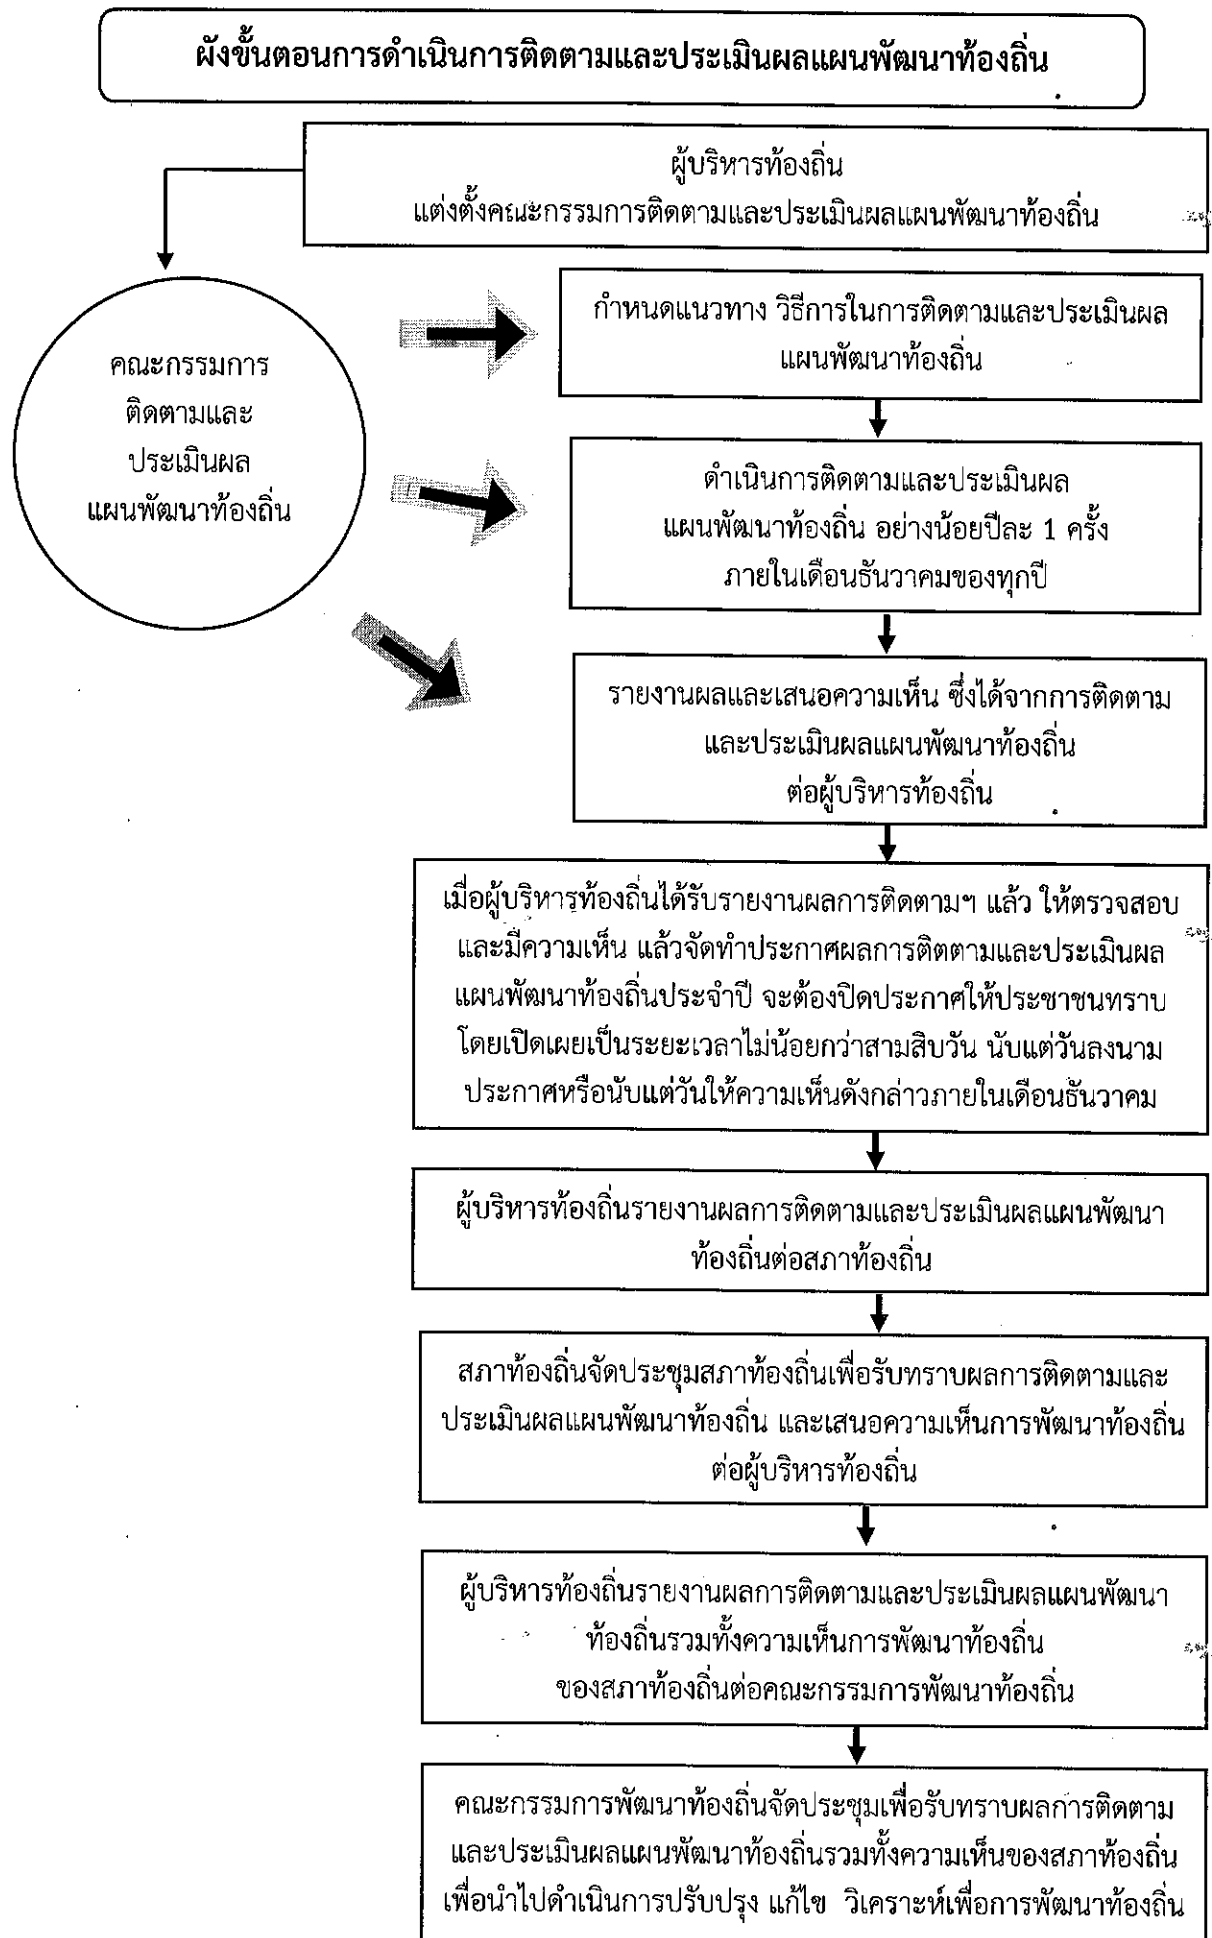 ผังขั้นตอนการดำเนินการติดตามและประเมินผลแผนพัฒนาท้องถิ่น
ผู้บริหารท้องถิ่น
แต่งตั้งคณะกรรมการติดตามและประเมินผลแผนพัฒนาท้องถิ่น
คณะกรรมการ
ติดตามและ
ประเมินผล
แผนพัฒนาท้องถิ่น
กำหนดแนวทาง วิธีการในการติดตามและประเมินผล
แผนพัฒนาท้องถิ่น
ดำเนินการติดตามและประเมินผล
แผนพัฒนาท้องถิ่น อย่างน้อยปีละ 1 ครั้ง
ภายในเดือนธันวาคมของทุกปี
รายงานผลและเสนอความเห็น ซึ่งได้จากการติดตาม
และประเมินผลแผนพัฒนาท้องถิ่น
ต่อผู้บริหารท้องถิ่น
เมื่อผู้บริหารท้องถิ่นได้รับรายงานผลการติดตามฯ แล้ว ให้ตรวจสอบ
และมีความเห็น แล้วจัดทำประกาศผลการติตตามและประเมินผล
แผนพัฒนาท้องถิ่นประจำปี จะต้องปิดประกาศให้ประชาชนทราบ
โดยเปิดเผยเป็นระยะเวลาไม่น้อยกว่าสามสิบวัน นับแต่วันลงนาม
ประกาศหรือนับแต่วันให้ความเห็นดังกล่าวภายในเดือนธันวาคม
ผู้บริหารท้องถิ่นรายงานผลการติดตามและประเมินผลแผนพัฒนา
ท้องถิ่นต่อสภาท้องถิ่น
สภาท้องถิ่นจัดประชุมสภาท้องถิ่นเพื่อรับทราบผลการติดตามและ
ประเมินผลแผนพัฒนาท้องถิ่น และเสนอความเห็นการพัฒนาท้องถิ่น
ต่อผู้บริหารท้องถิ่น
ผู้บริหารท้องถิ่นรายงานผลการติดตามและประเมินผลแผนพัฒนา
ท้องถิ่นรวมทั้งความเห็นการพัฒนาท้องถิ่น
ของสภาท้องถิ่นต่อคณะกรรมการพัฒนาท้องถิ่น
คณะกรรมการพัฒนาท้องถิ่นจัดประชุมเพื่อรับทราบผลการติดตาม
และประเมินผลแผนพัฒนาท้องถิ่นรวมทั้งความเห็นของสภาท้องถิ่น
เพื่อนำไปดำเนินการปรับปรุง แก้ไข วิเคราะห์เพื่อการพัฒนาท้องถิ่น